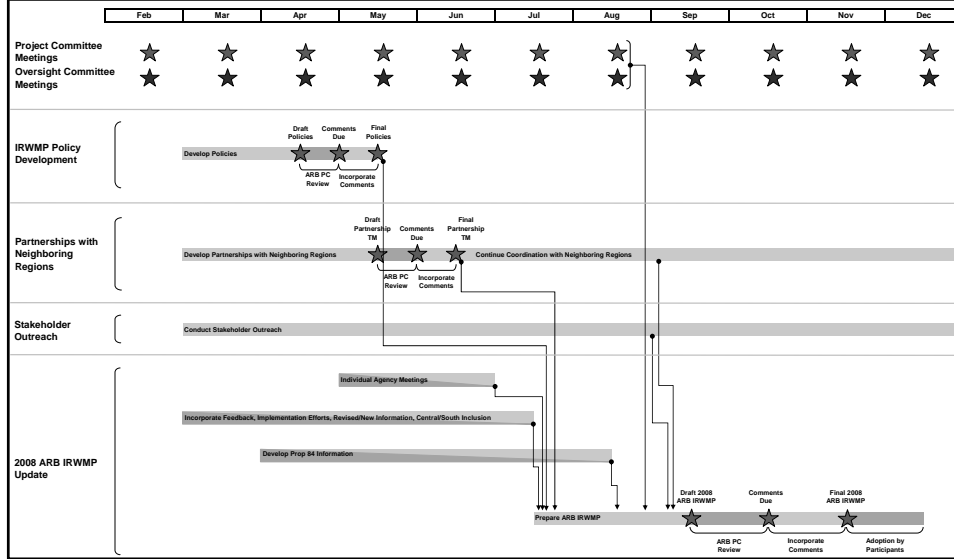 Feb Mar Apr May Jun Jul Aug Sep Oct Nov Dec
Project Committee
Meetings
Oversight Committee
Meetings
IRWMP Policy
Development
Draft
Policies
Comments
Due
Final
Policies
Develop Policies
ARB PC
Review
Incorporate
Comments
Partnerships with
Neighboring
Regions
Draft
Partnership
TM
Comments
Due
Final
Partnership
TM
Develop Partnerships with Neighboring Regions
Continue Coordination with Neighboring Regions
ARB PC
Review
Incorporate
Comments
Stakeholder
Outreach
Conduct Stakeholder Outreach
2008 ARB IRWMP
Update
Individual Agency Meetings
Incorporate Feedback, Implementation Efforts, Revised/New Information, Central/South Inclusion
Develop Prop 84 Information
Prepare ARB IRWMP
Draft 2008
ARB IRWMP
Comments
Due
Final 2008
ARB IRWMP
ARB PC
Review
Incorporate
Comments
Adoption by
Participants